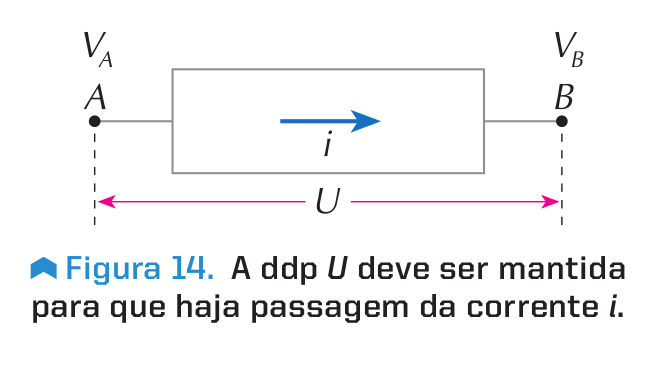 V_A V_B
A B
i
U
Figura 14. A ddp U deve ser mantida
para que haja passagem da corrente i.